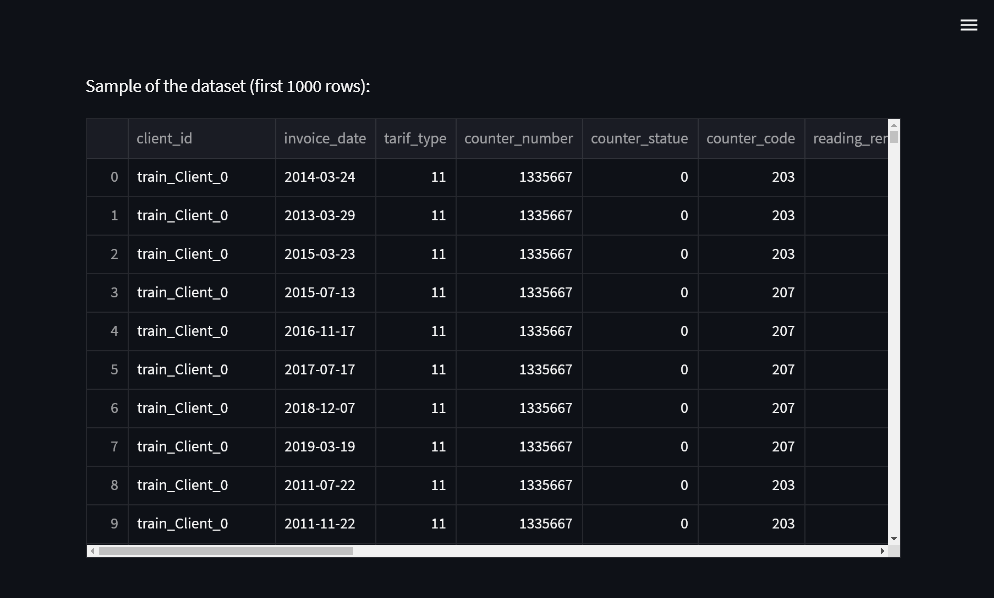 Sample of the dataset (first 1000 rows):
client_id invoice_date tarif_type counter_number counter_statue counter_code
0 train_Client_0 2014-03-24 11 1335667 0 203
1 train_Client_0 2013-03-29 11 1335667 0 203
2 train_Client_0 2015-03-23 11 1335667 0 203
3 train_Client_0 2015-07-13 11 1335667 0 207
4 train_Client_0 2016-11-17 11 1335667 0 207
5 train_Client_0 2017-07-17 11 1335667 0 207
6 train_Client_0 2018-12-07 11 1335667 0 207
7 train_Client_0 2019-03-19 11 1335667 0 207
8 train_Client_0 2011-07-22 11 1335667 0 203
9 train_Client_0 2011-11-22 11 1335667 0 203